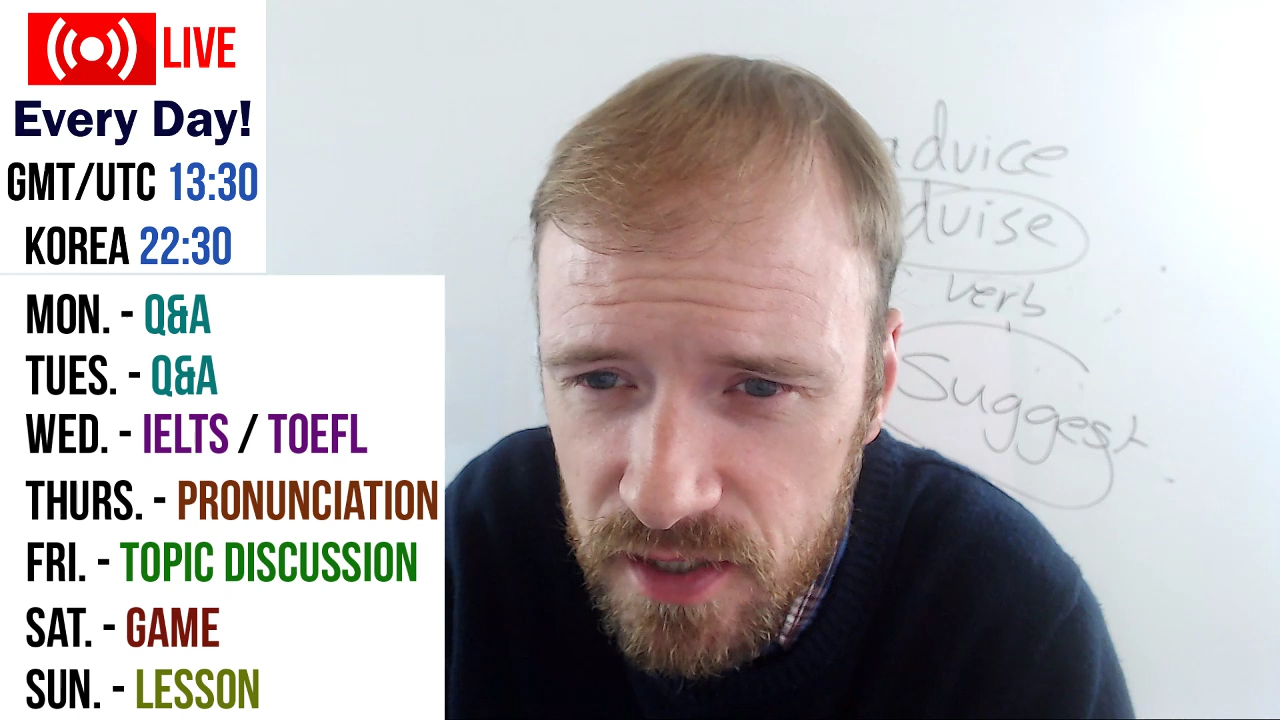 LIVE
Every Day!
GMT/UTC 13:30
KOREA 22:30
MON. - Q&A
TUES. - Q&A
WED. - IELTS / TOEFL
THURS. - PRONUNCIATION
FRI. - TOPIC DISCUSSION
SAT. - GAME
SUN. - LESSON
advice
advise
verb
Suggest